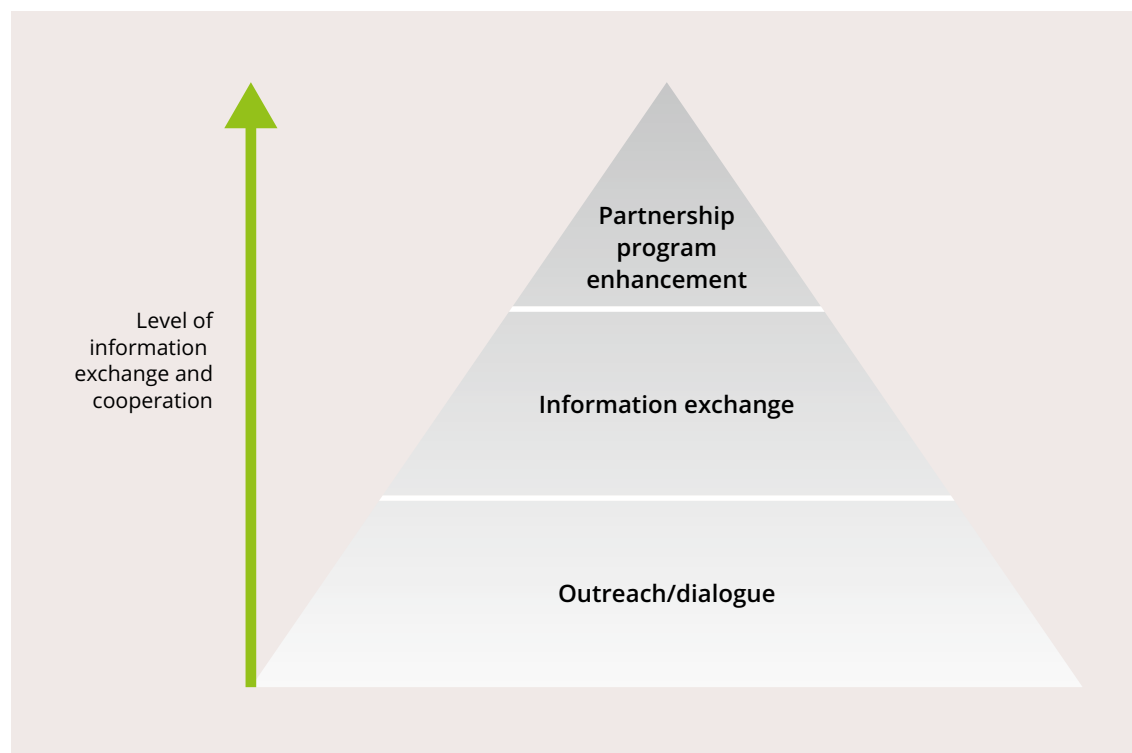 Partnership
program
enhancement
Level of
information
exchange and
cooperation
Information exchange
Outreach/dialogue